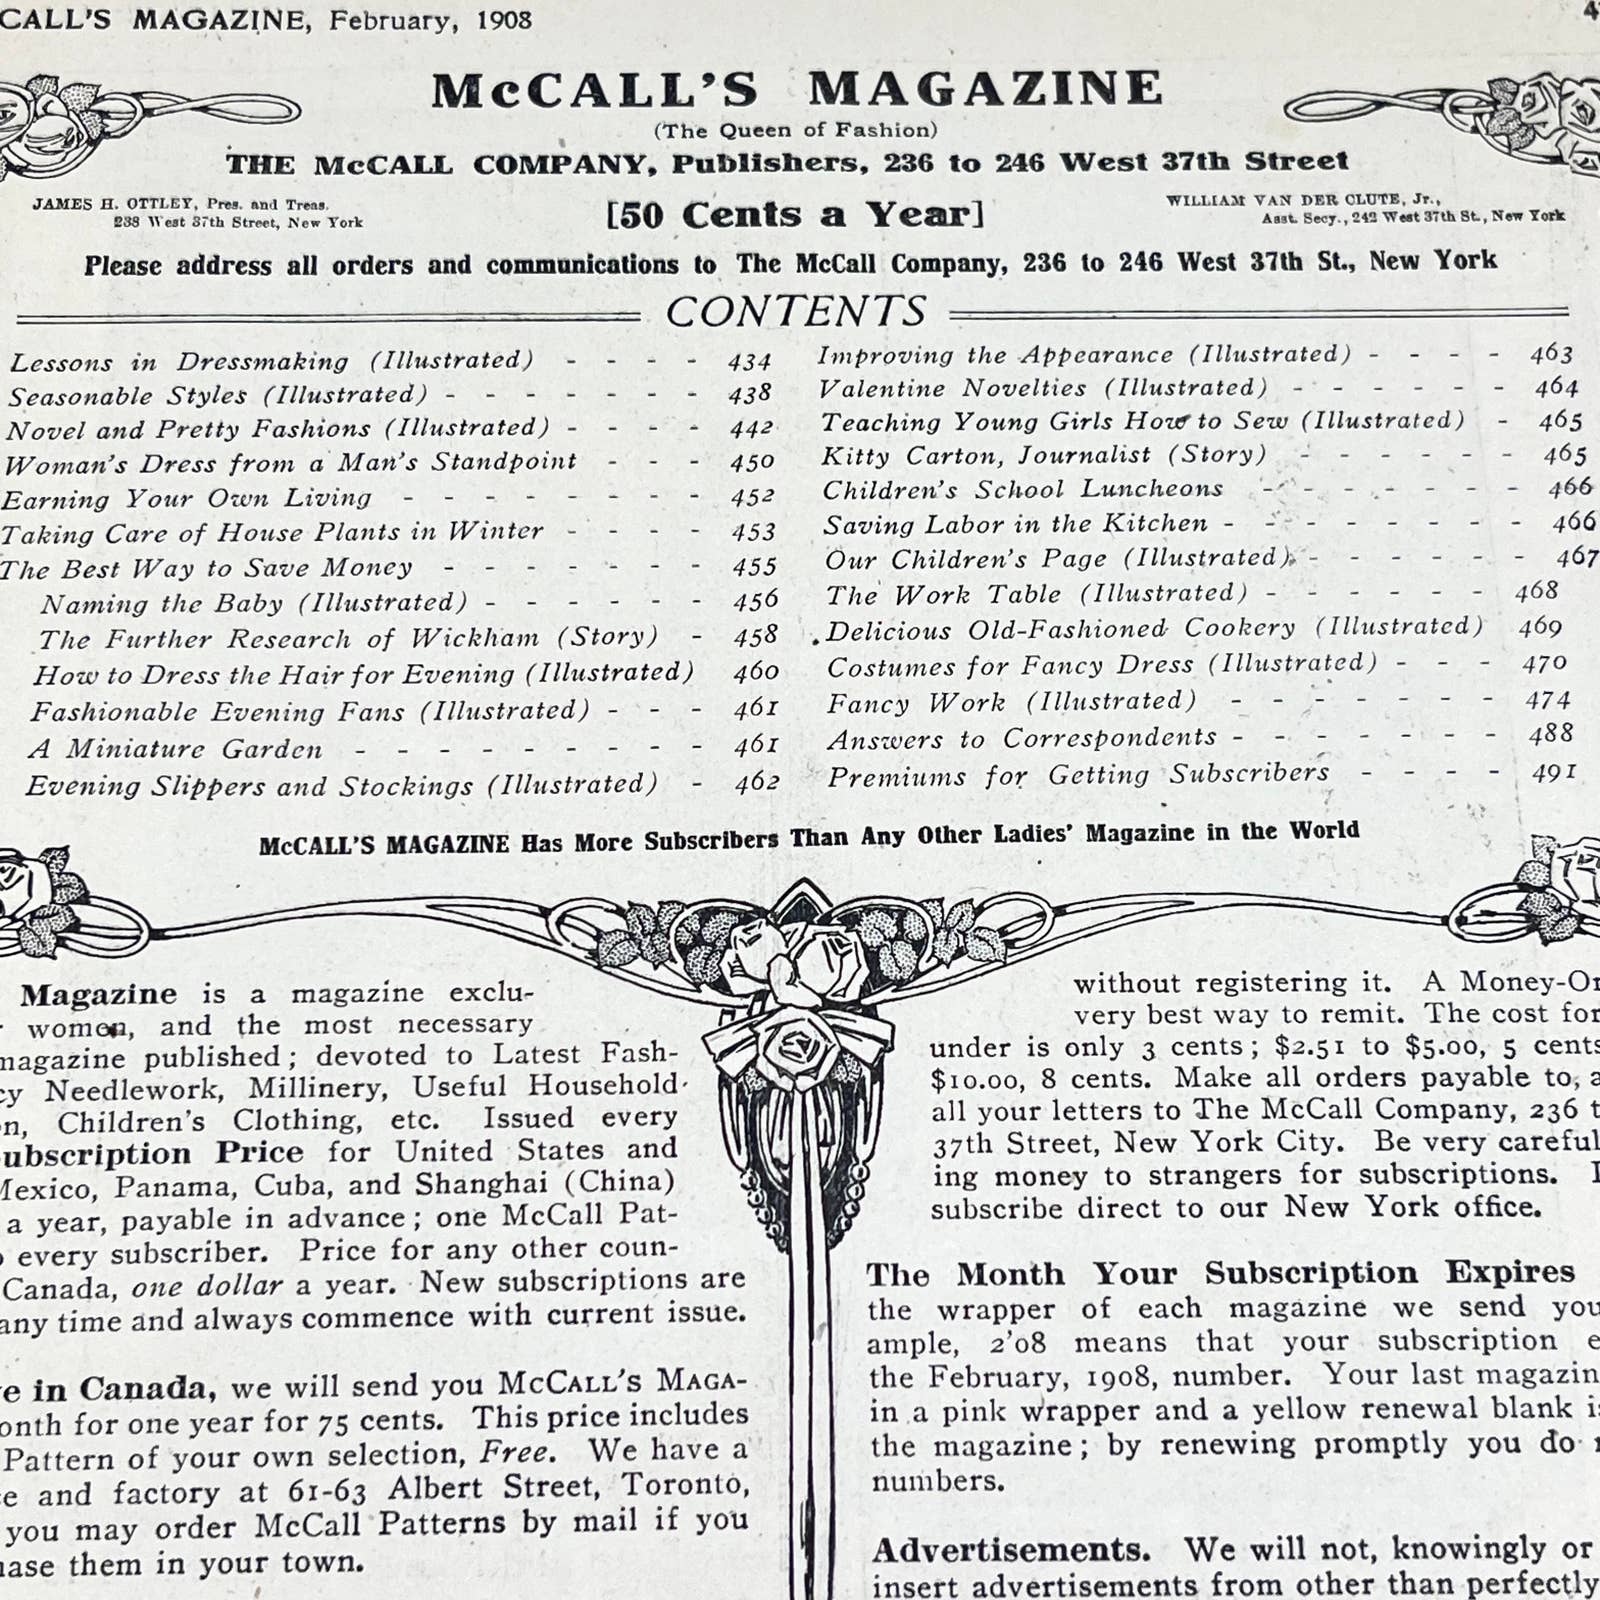 CALL'S MAGAZINE, February, 1908
McCALL'S MAGAZINE
(The Queen of Fashion)
THE McCALL COMPANY, Publishers, 236 to 246 West 37th Street
JAMES H. OTTLEY, Pres. and Treas.
238 West 37th Street, New York
[50 Cents a Year]
WILLIAM VAN DER CLUTE, Jr.,
Asst. Secy., 242 West 37th St., New York
Please address all orders and communications to The McCall Company, 236 to 246 West 37th St., New York
CONTENTS
Lessons in Dressmaking (Illustrated) - - - - 434
Seasonable Styles (Illustrated) - - - - - - - 438
Novel and Pretty Fashions (Illustrated) - - - - 442
Woman's Dress from a Man's Standpoint - - - 450
Earning Your Own Living - - - - - - - - 452
Taking Care of House Plants in Winter - - - - 453
The Best Way to Save Money - - - - - - - 455
Naming the Baby (Illustrated) - - - - - - 456
The Further Research of Wickham (Story) - 458
How to Dress the Hair for Evening (Illustrated) 460
Fashionable Evening Fans (Illustrated) - - - 461
A Miniature Garden - - - - - - - - - 461
Evening Slippers and Stockings (Illustrated) - 462
Improving the Appearance (Illustrated) - - - - 463
Valentine Novelties (Illustrated) - - - - - - 464
Teaching Young Girls How to Sew (Illustrated) - 465
Kitty Carton, Journalist (Story) - - - - - - 465
Children's School Luncheons - - - - - - - 466
Saving Labor in the Kitchen - - - - - - - - 466
Our Children's Page (Illustrated) - - - - - - 467
The Work Table (Illustrated) - - - - - - 468
Delicious Old-Fashioned Cookery (Illustrated) 469
Costumes for Fancy Dress (Illustrated) - - - 470
Fancy Work (Illustrated) - - - - - - - 474
Answers to Correspondents - - - - - - - 488
Premiums for Getting Subscribers - - - - 491
McCALL'S MAGAZINE Has More Subscribers Than Any Other Ladies' Magazine in the World
Magazine is a magazine exclu-
women, and the most necessary
magazine published; devoted to Latest Fash-
cy Needlework, Millinery, Useful Household
n, Children's Clothing, etc. Issued every
ubscription Price for United States and
Mexico, Panama, Cuba, and Shanghai (China)
a year, payable in advance; one McCall Pat-
every subscriber. Price for any other coun-
Canada, one dollar a year. New subscriptions are
any time and always commence with current issue.
e in Canada, we will send you McCALL'S MAGA-
onth for one year for 75 cents. This price includes
Pattern of your own selection, Free. We have a
e and factory at 61-63 Albert Street, Toronto,
you may order McCall Patterns by mail if you
hase them in your town.
without registering it. A Money-Or
very best way to remit. The cost for
under is only 3 cents; $2.51 to $5.00, 5 cents
$10.00, 8 cents. Make all orders payable to, a
all your letters to The McCall Company, 236 t
37th Street, New York City. Be very careful
ing money to strangers for subscriptions. I
subscribe direct to our New York office.
The Month Your Subscription Expires
the wrapper of each magazine we send you
ample, 2'08 means that your subscription e
the February, 1908, number. Your last magazin
in a pink wrapper and a yellow renewal blank i
the magazine; by renewing promptly you do
numbers.
Advertisements. We will not, knowingly or
insert advertisements from other than perfectly